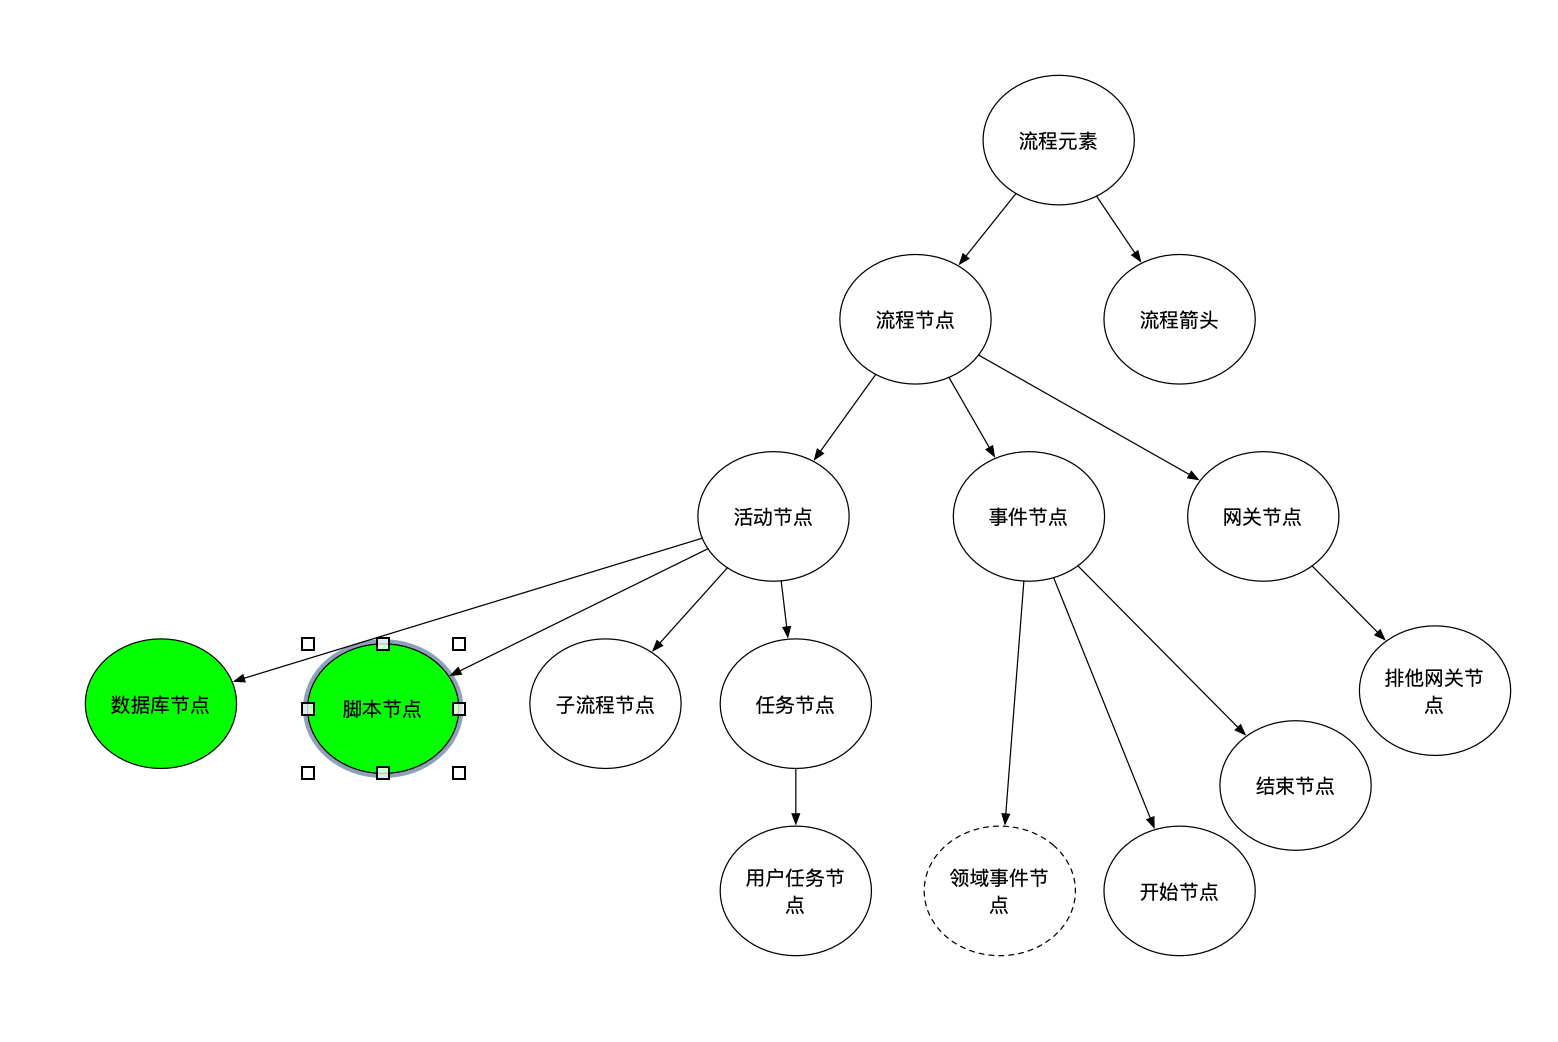 流程元素
流程节点
流程箭头
活动节点
事件节点
网关节点
数据库节点
脚本节点
子流程节点
任务节点
排他网关节
点
结束节点
用户任务节
点
领域事件节
点
开始节点